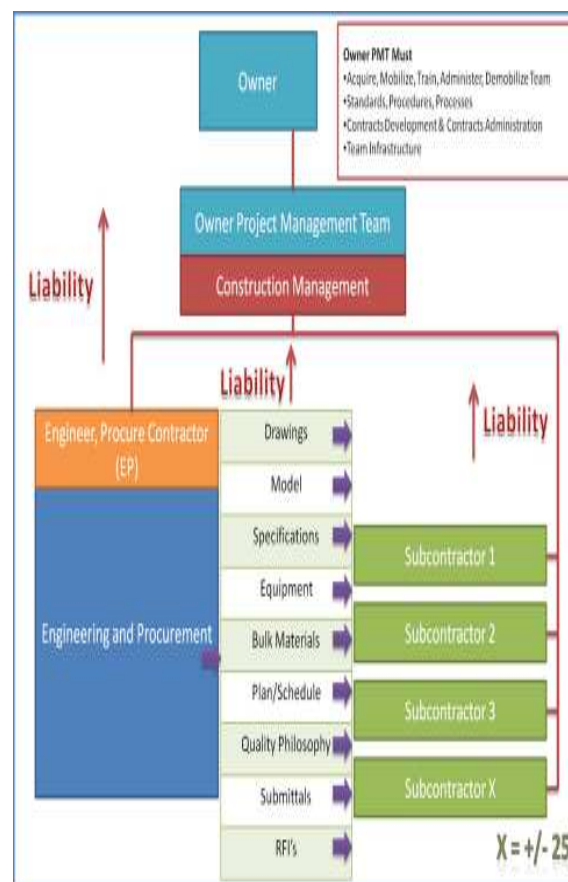 Owner
Owner PMT Must
•Acquire, Mobilize, Train, Administer, Demobilize Team
•Standards, Procedures, Processes
•Contracts Development & Contracts Administration
•Team Infrastructure
Owner Project Management Team
Construction Management
Liability
Liability
Liability
Engineer, Procure Contractor
(EP)
Engineering and Procurement
Drawings
Model
Specifications
Equipment
Bulk Materials
Plan/Schedule
Quality Philosophy
Submittals
RFI's
Subcontractor 1
Subcontractor 2
Subcontractor 3
Subcontractor X
X = +/- 25